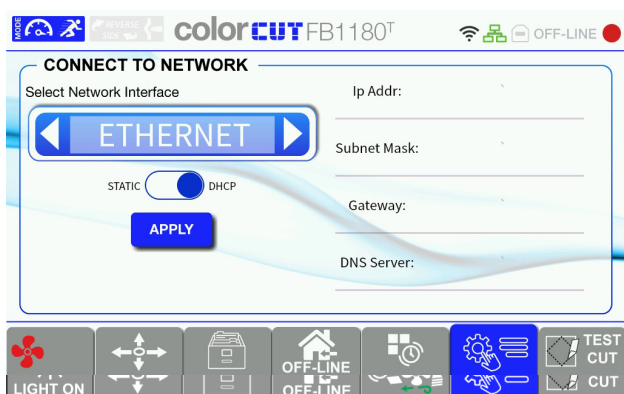 MODE
REVERSE
SIDE
colorCUT FB1180T
OFF-LINE
CONNECT TO NETWORK
Select Network Interface
ETHERNET
STATIC
DHCP
APPLY
Ip Addr:
Subnet Mask:
Gateway:
DNS Server:
OFF-LINE
TEST
CUT
LIGHT ON
OFF-LINE
CUT